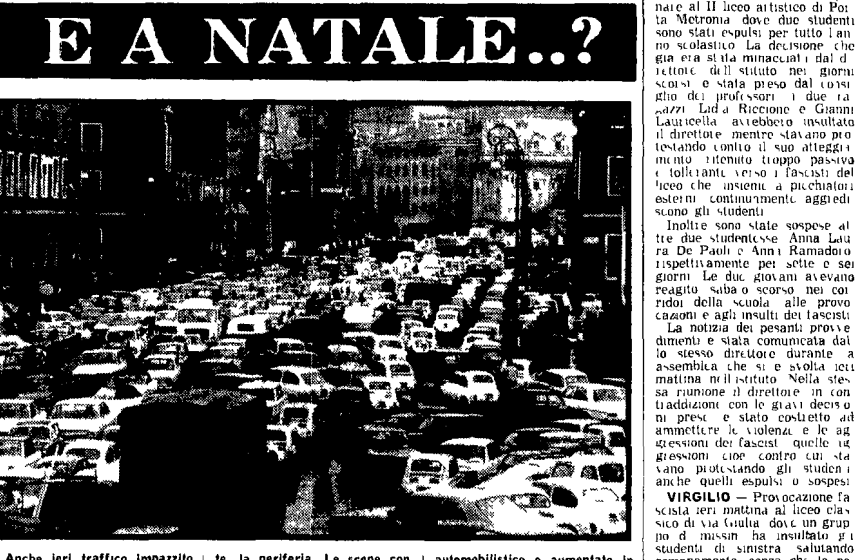 E A NATALE..?
Anche ieri traffico impazzito te la periferia Le scene con automobilistico e aumentato in
nale al II liceo artistico di Por
ta Metronia dove due studenti
sono stati espulsi per tutto l an
no scolastico La decisione che
gia era stata minacciata dal d
rettore dell stituto nei giorni
scorsi e stata preso dal consi
glio dei professori i due ra
gazzi Lidia Riccione e Gianni
Lauricella avrebbero insultato
il direttore mentre stavano pro
testando contro il suo atteggia
mento ritenuto troppo passivo
e tollerante verso i fascisti del
liceo che insieme a picchiatori
esterni continuamente aggredi
scono gli studenti
Inoltre sono state sospese al
tre due studentesse Anna Lau
ra De Paoli e Anna Ramadoro
rispettivamente per sette e sei
giorni Le due giovani avevano
reagito sabato scorso nei cor
ridoi della scuola alle provo
cazioni e agli insulti dei fascisti
La notizia dei pesanti provve
dimenti e stata comunicata dal
lo stesso direttore durante a
assemblea che si e svolta ieri
mattina nell istituto Nella stes
sa riunione il direttore in con
traddizione con le gravi decis o
ni prese e stato costretto ad
ammettere le violenze e le ag
gressioni dei fascist quelle ag
gressioni cioe contro cui sta
vano protestando gli studen i
anche quelli espulsi o sospesi
VIRGILIO — Provocazione fa
scista ieri mattina al liceo clas
sico di via Giulia dove un grup
po d missin ha insultato gi
studenti di sinistra salutando